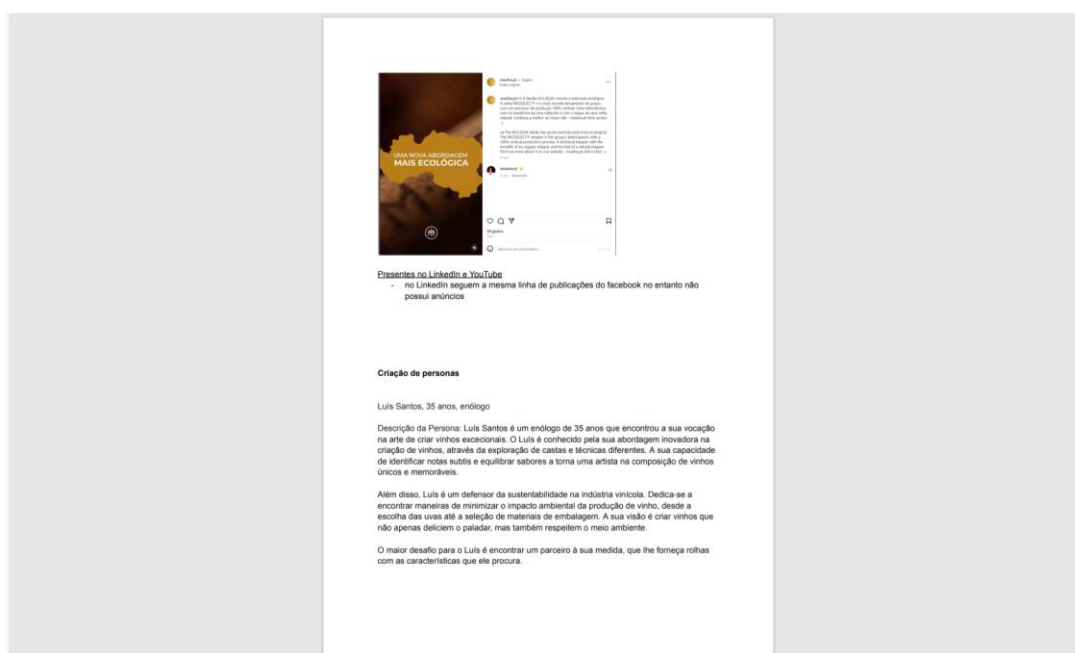 UMA NOVA ABORDAGEM
MAIS ECOLÓGICA
Presentes no LinkedIn e YouTube
- no LinkedIn seguem a mesma linha de publicações do facebook no entanto não
possui anúncios
Criação de personas
Luís Santos, 35 anos, enólogo
Descrição da Persona: Luís Santos é um enólogo de 35 anos que encontrou a sua vocação
na arte de criar vinhos excecionais. O Luís é conhecido pela sua abordagem inovadora na
criação de vinhos, através da exploração de castas e técnicas diferentes. A sua capacidade
de identificar notas subtis e equilibrar sabores a torna uma artista na composição de vinhos
únicos e memoráveis.
Além disso, Luís é um defensor da sustentabilidade na indústria vinícola. Dedica-se a
encontrar maneiras de minimizar o impacto ambiental da produção de vinho, desde a
escolha das uvas até a seleção de materiais de embalagem. A sua visão é criar vinhos que
não apenas deliciem o paladar, mas também respeitem o meio ambiente.
O maior desafio para o Luís é encontrar um parceiro à sua medida, que lhe forneça rolhas
com as características que ele procura.